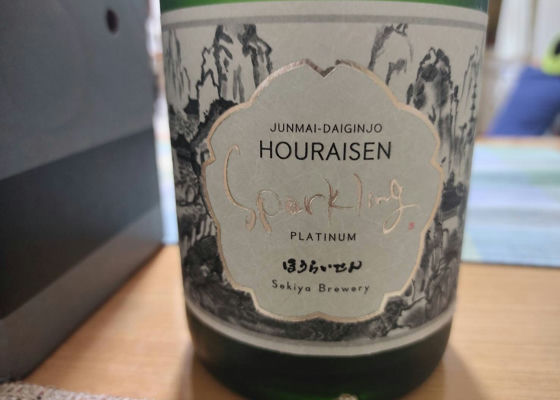 JUNMAI-DAIGINJO
HOURAISEN
Sparkling
PLATINUM
ほうらいせん
Sekiya Brewery